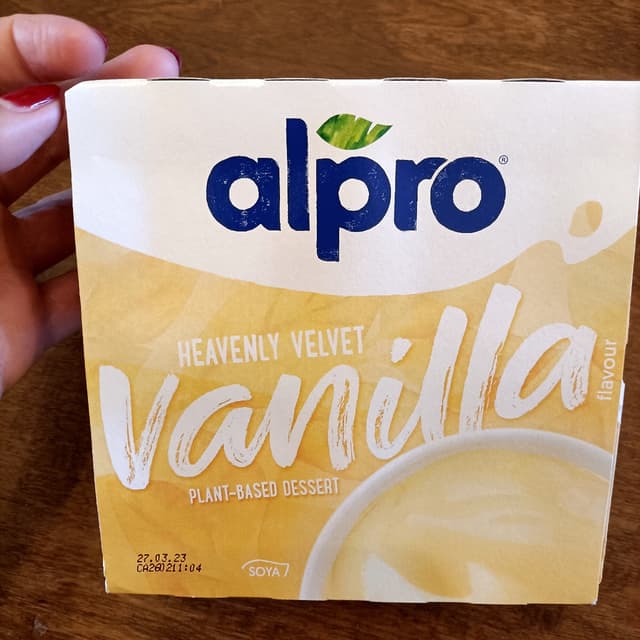 alpro®
HEAVENLY VELVET
Vanilla
flavour
PLANT-BASED DESSERT
27.03.23
CA260211:04
SOYA